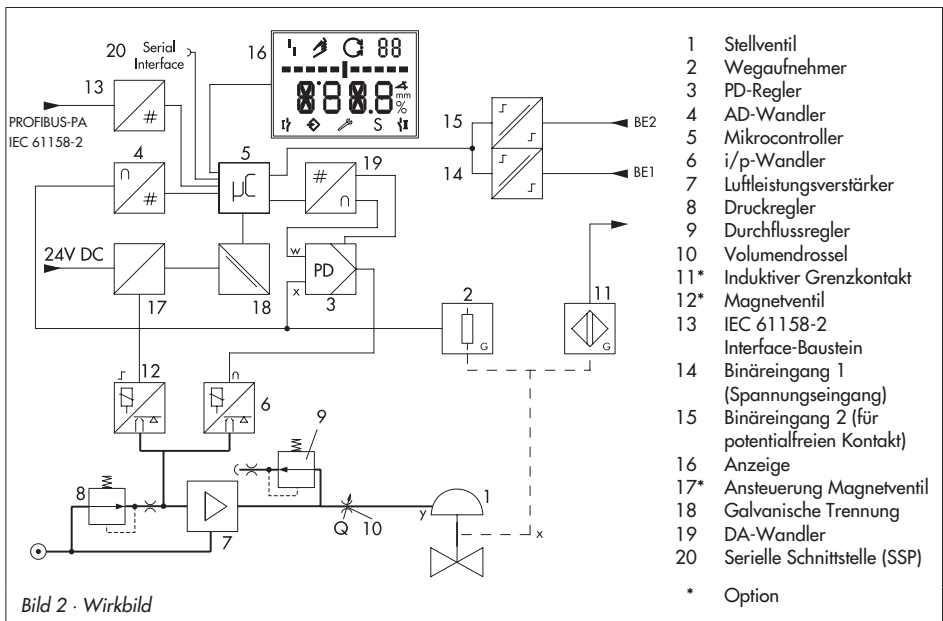 20 Serial
Interface
16
88
8.8.8.8
mm
%
S
13
#
PROFIBUS-PA
IEC 61158-2
4
∩
#
5
µC
19
#
∩
15
BE2
14
BE1
24V DC
17
18
w
PD
x
3
2
G
11
G
12
∩
6
9
8
7
Q
10
y
1
x
1 Stellventil
2 Wegaufnehmer
3 PD-Regler
4 AD-Wandler
5 Mikrocontroller
6 i/p-Wandler
7 Luftleistungsverstärker
8 Druckregler
9 Durchflussregler
10 Volumendrossel
11* Induktiver Grenzkontakt
12* Magnetventil
13 IEC 61158-2
Interface-Baustein
14 Binäreingang 1
(Spannungseingang)
15 Binäreingang 2 (für
potentialfreien Kontakt)
16 Anzeige
17* Ansteuerung Magnetventil
18 Galvanische Trennung
19 DA-Wandler
20 Serielle Schnittstelle (SSP)
* Option
Bild 2 · Wirkbild